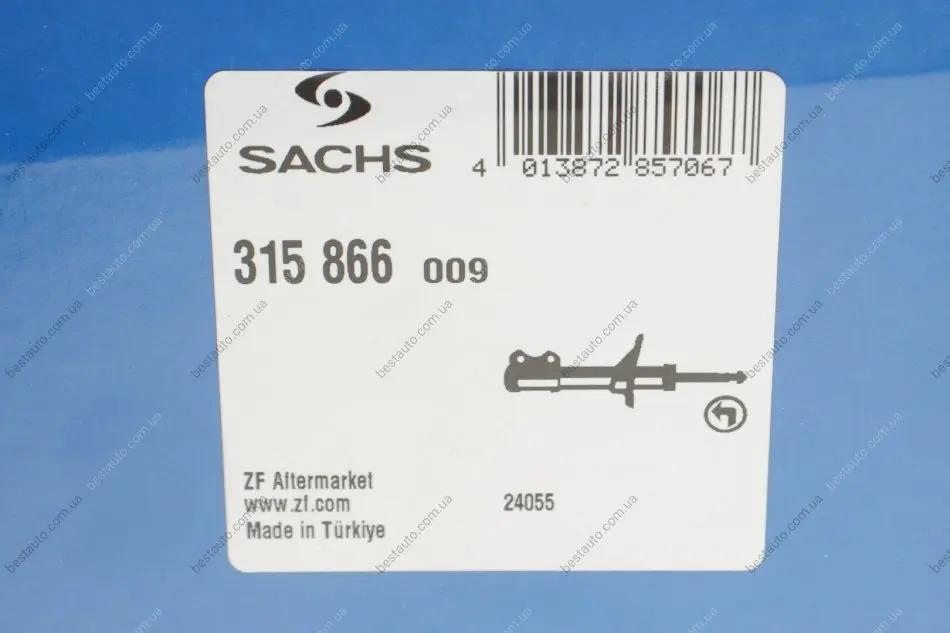 SACHS
4 013872 857067
315 866 009
ZF Aftermarket
www.zf.com
Made in Türkiye
24055
bestauto.com.ua